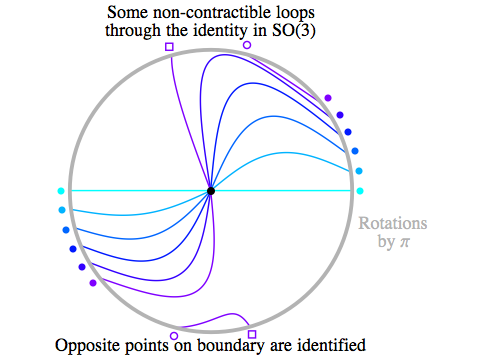 Some non-contractible loops
through the identity in SO(3)
Rotations
by π
Opposite points on boundary are identified